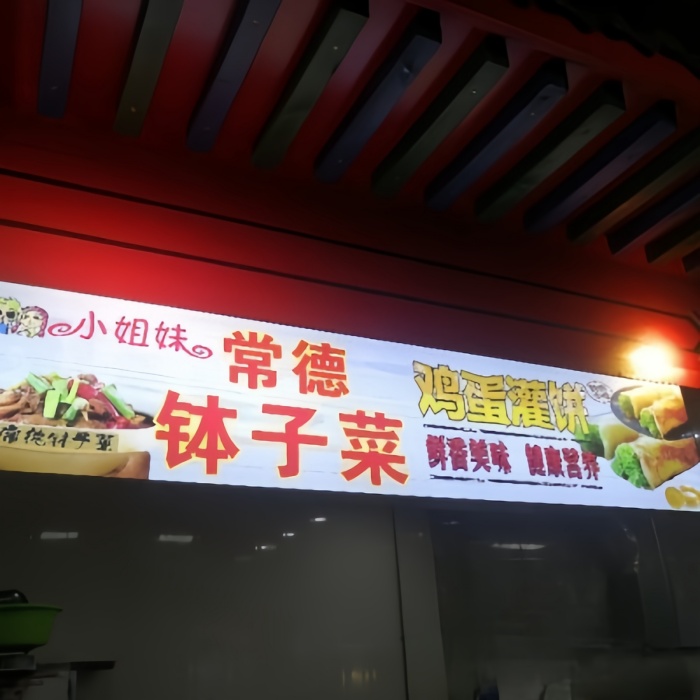 小姐妹
常德
钵子菜
常德钵子菜
鸡蛋灌饼
鲜香美味 健康营养